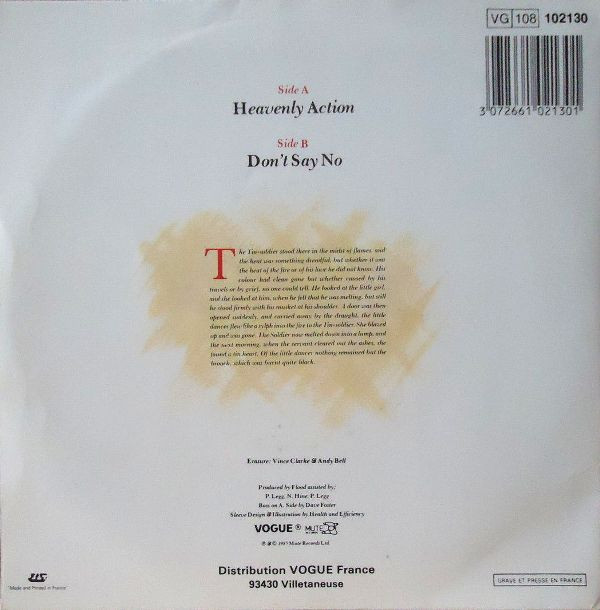 VG 108 102130
3 072661 021301
Side A
Heavenly Action
Side B
Don't Say No
The Tin-soldier stood there in the midst of flames, and
the heat was something dreadful, but whether it was
the heat of the fire or of his love he did not know. His
colour had clean gone but whether caused by his
travels or by grief, no one could tell. He looked at the little girl,
and she looked at him, when he felt that he was melting, but still
he stood firmly with his musket at his shoulder. A door was then
opened suddenly, and carried away by the draught, the little
dancer flew like a sylph into the fire to the Tin-soldier. She blazed
up and was gone. The Soldier now melted down into a lump, and
the next morning, when the servant cleared out the ashes, she
found a tin heart. Of the little dancer nothing remained but the
brooch, which was burnt quite black.
Erasure: Vince Clarke & Andy Bell
Produced by Flood assisted by:
P. Legg, N. Hine, P. Legg
Bass on A. Side by Dave Foster
Sleeve Design & Illustration by Health and Efficiency
VOGUE ® MUTE
℗ & © 1987 Mute Records Ltd
Distribution VOGUE France
93430 Villetaneuse
"Made and Printed in France"
GRAVE ET PRESSE EN FRANCE